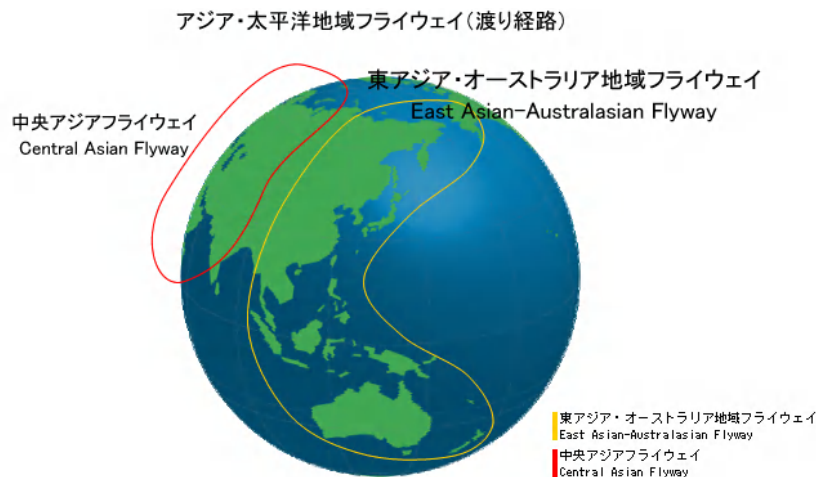 アジア・太平洋地域フライウェイ(渡り経路)
東アジア・オーストラリア地域フライウェイ
East Asian-Australasian Flyway
中央アジアフライウェイ
Central Asian Flyway
東アジア・オーストラリア地域フライウェイ
East Asian-Australasian Flyway
中央アジアフライウェイ
Central Asian Flyway